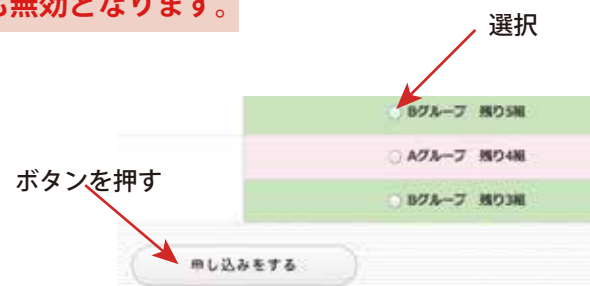 も無効となります。
選択
Bグループ 残り5組
Aグループ 残り4組
ボタンを押す
Bグループ 残り3組
申し込みをする